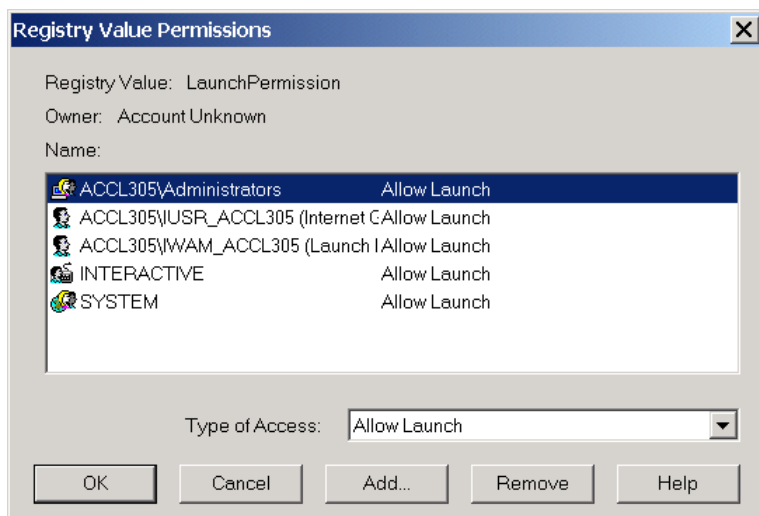 Registry Value Permissions
Registry Value: LaunchPermission
Owner: Account Unknown
Name:
ACCL305\Administrators Allow Launch
ACCL305\IUSR_ACCL305 (Internet G Allow Launch
ACCL305\IWAM_ACCL305 (Launch I Allow Launch
INTERACTIVE Allow Launch
SYSTEM Allow Launch
Type of Access: Allow Launch
OK Cancel Add... Remove Help